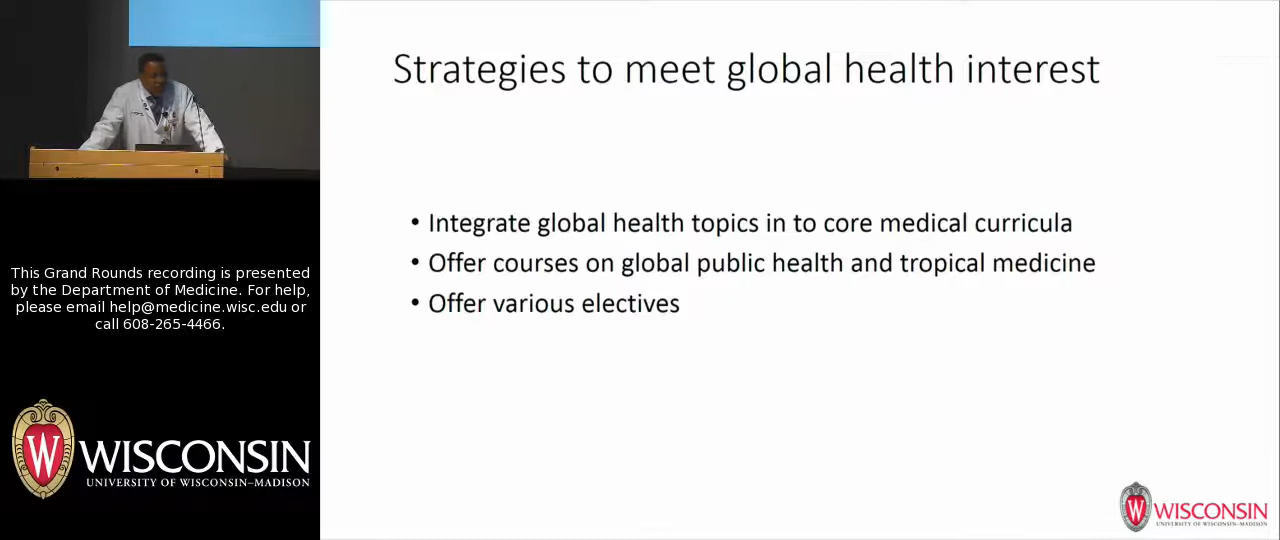 Strategies to meet global health interest
• Integrate global health topics in to core medical curricula
• Offer courses on global public health and tropical medicine
• Offer various electives
This Grand Rounds recording is presented
by the Department of Medicine. For help,
please email help@medicine.wisc.edu or
call 608-265-4466.
W
WISCONSIN
UNIVERSITY OF WISCONSIN–MADISON
W
WISCONSIN
UNIVERSITY OF WISCONSIN–MADISON